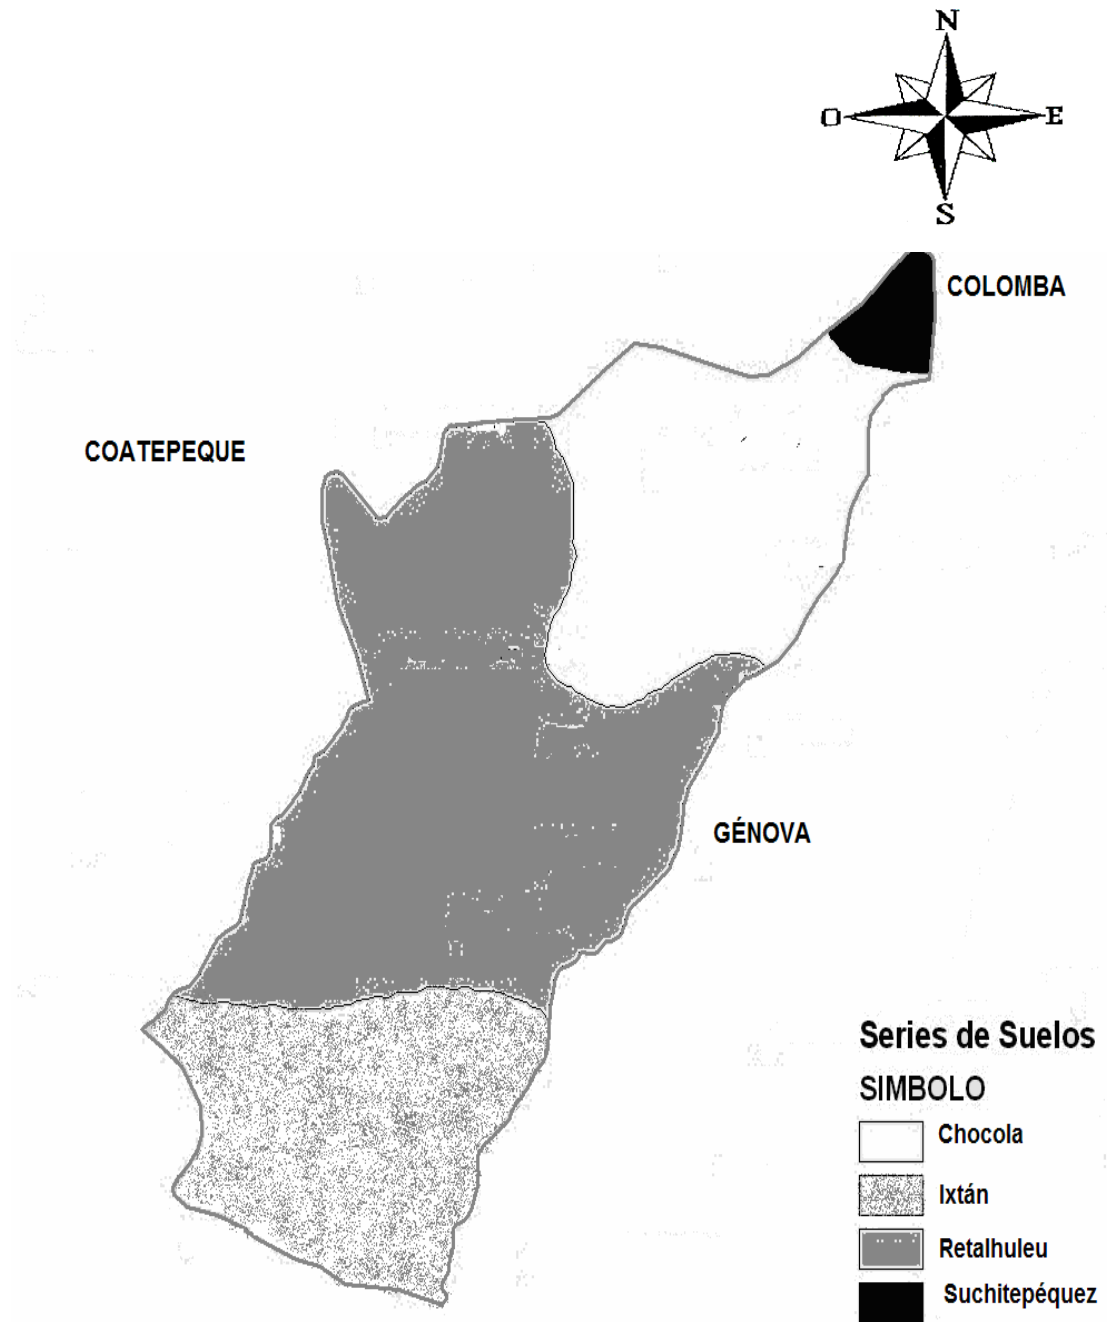 N
O
E
S
COLOMBA
COATEPEQUE
GÉNOVA
Series de Suelos
SIMBOLO
Chocola
Ixtán
Retalhuleu
Suchitepéquez